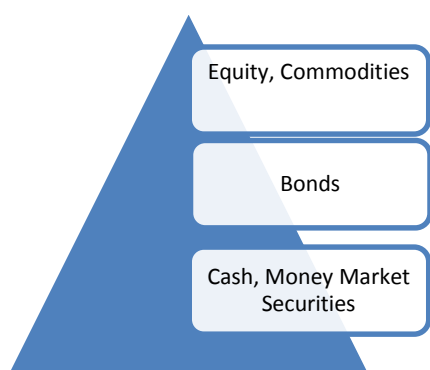 Equity, Commodities
Bonds
Cash, Money Market
Securities